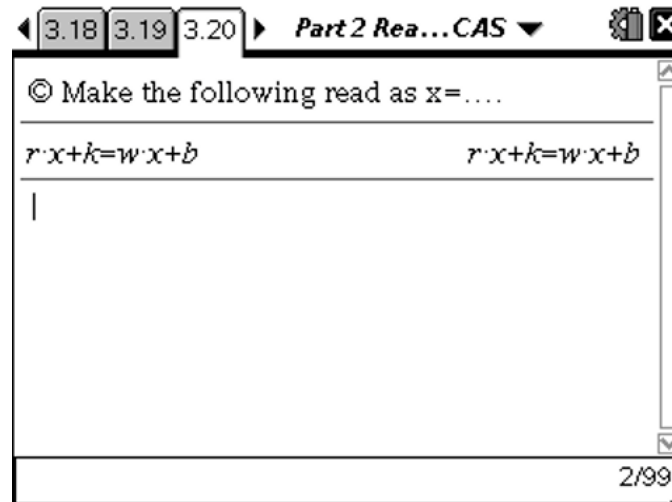 3.18 3.19 3.20 Part 2 Rea...CAS
© Make the following read as x=....
r·x+k=w·x+b r·x+k=w·x+b
2/99